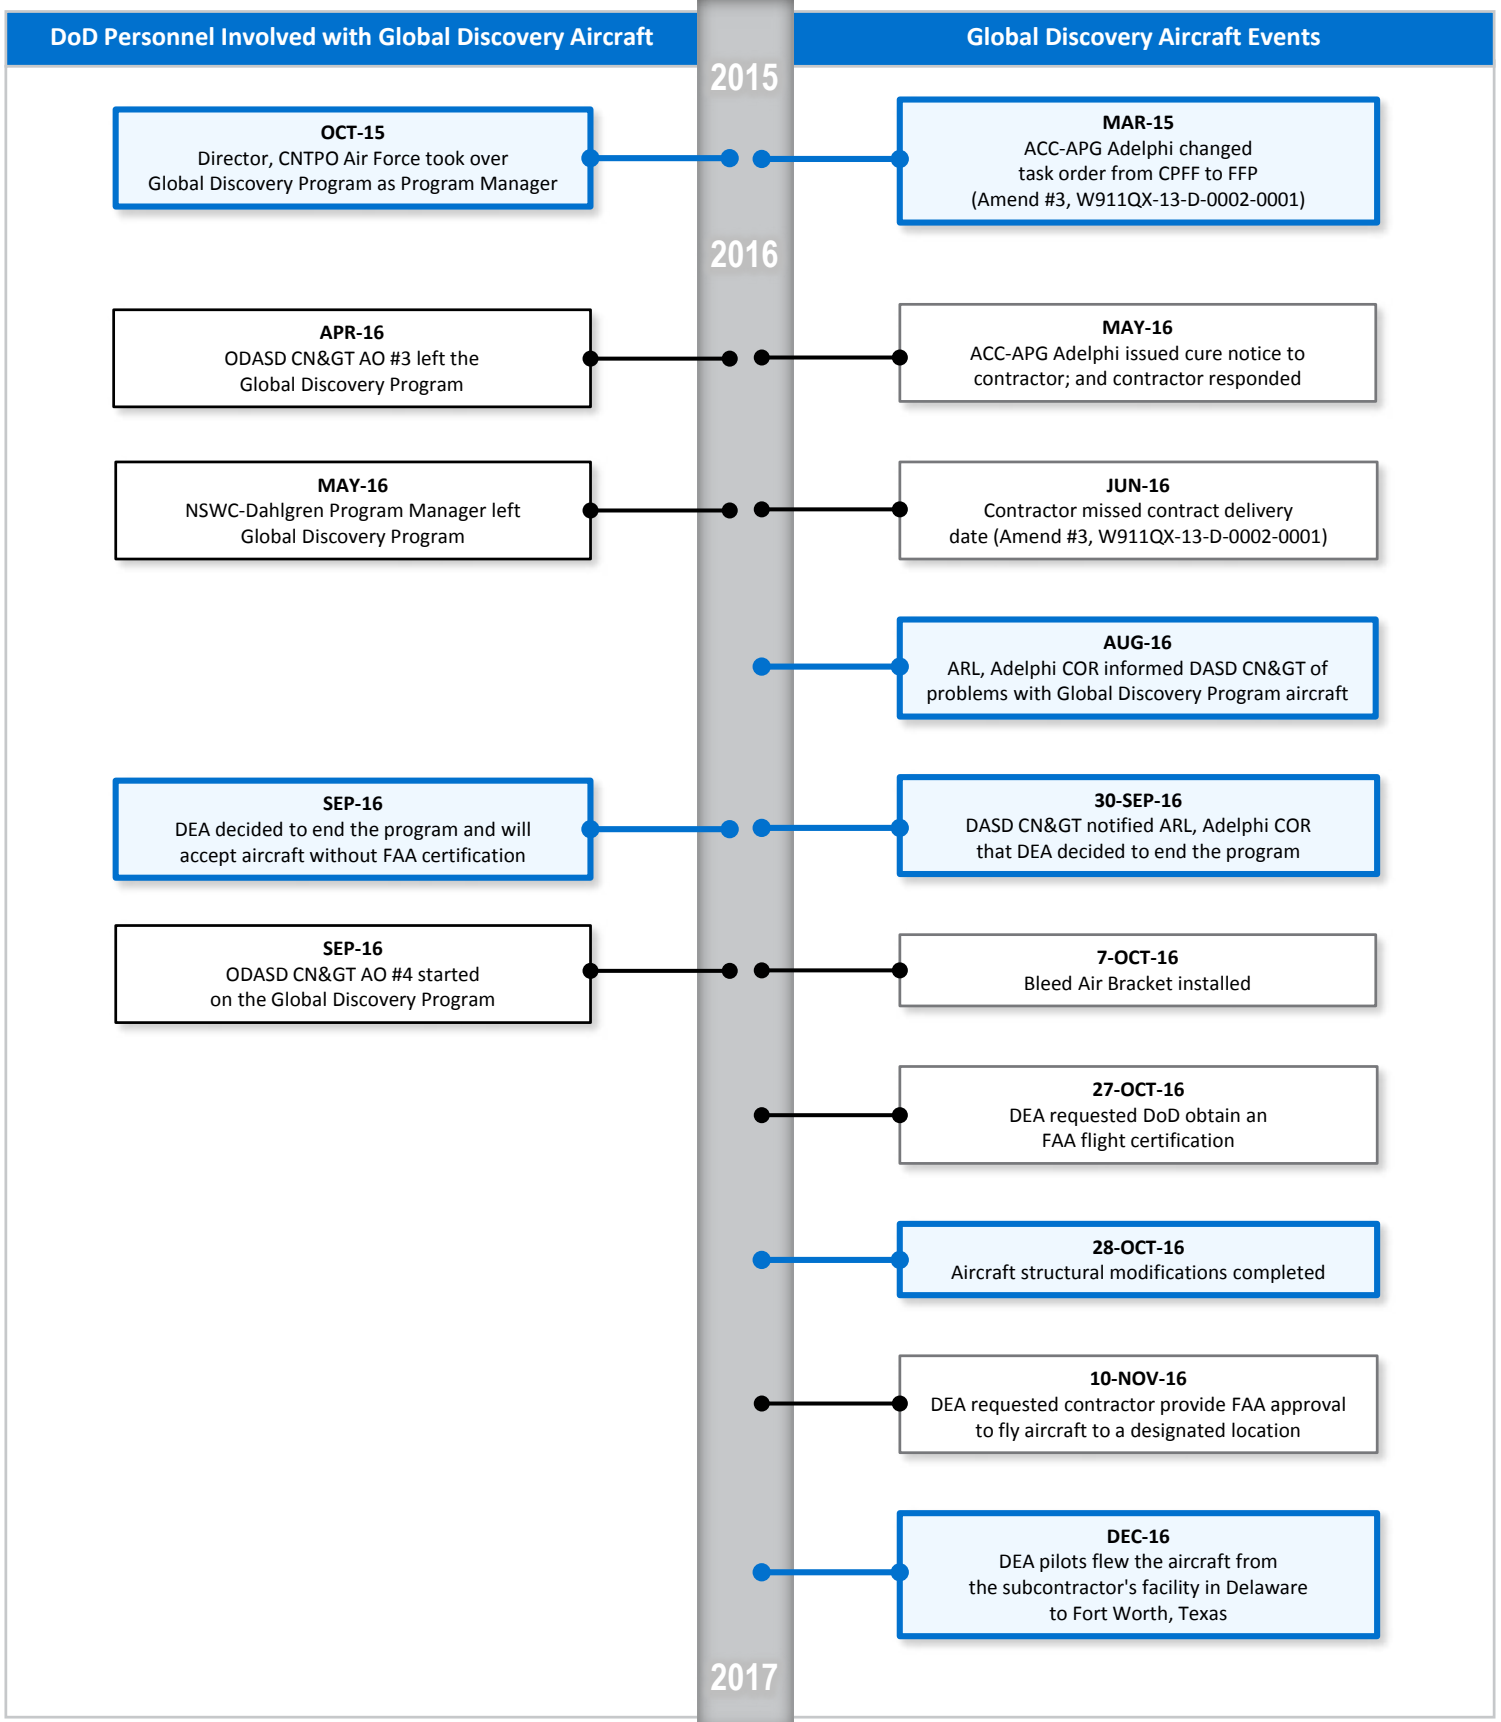 DoD Personnel Involved with Global Discovery Aircraft
Global Discovery Aircraft Events
2015
OCT-15
Director, CNTPO Air Force took over
Global Discovery Program as Program Manager
MAR-15
ACC-APG Adelphi changed
task order from CPFF to FFP
(Amend #3, W911QX-13-D-0002-0001)
2016
APR-16
ODASD CN&GT AO #3 left the
Global Discovery Program
MAY-16
ACC-APG Adelphi issued cure notice to
contractor; and contractor responded
MAY-16
NSWC-Dahlgren Program Manager left
Global Discovery Program
JUN-16
Contractor missed contract delivery
date (Amend #3, W911QX-13-D-0002-0001)
AUG-16
ARL, Adelphi COR informed DASD CN&GT of
problems with Global Discovery Program aircraft
SEP-16
DEA decided to end the program and will
accept aircraft without FAA certification
30-SEP-16
DASD CN&GT notified ARL, Adelphi COR
that DEA decided to end the program
SEP-16
ODASD CN&GT AO #4 started
on the Global Discovery Program
7-OCT-16
Bleed Air Bracket installed
27-OCT-16
DEA requested DoD obtain an
FAA flight certification
28-OCT-16
Aircraft structural modifications completed
10-NOV-16
DEA requested contractor provide FAA approval
to fly aircraft to a designated location
DEC-16
DEA pilots flew the aircraft from
the subcontractor's facility in Delaware
to Fort Worth, Texas
2017